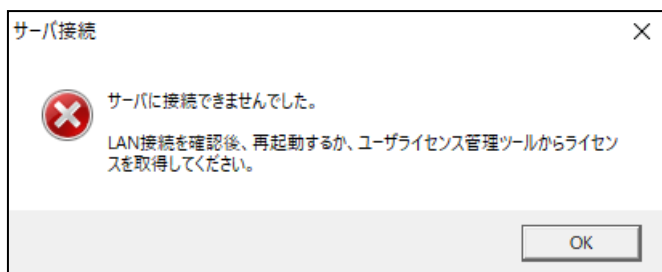 サーバ接続
サーバに接続できませんでした。
LAN接続を確認後、再起動するか、ユーザライセンス管理ツールからライセン
スを取得してください。
OK